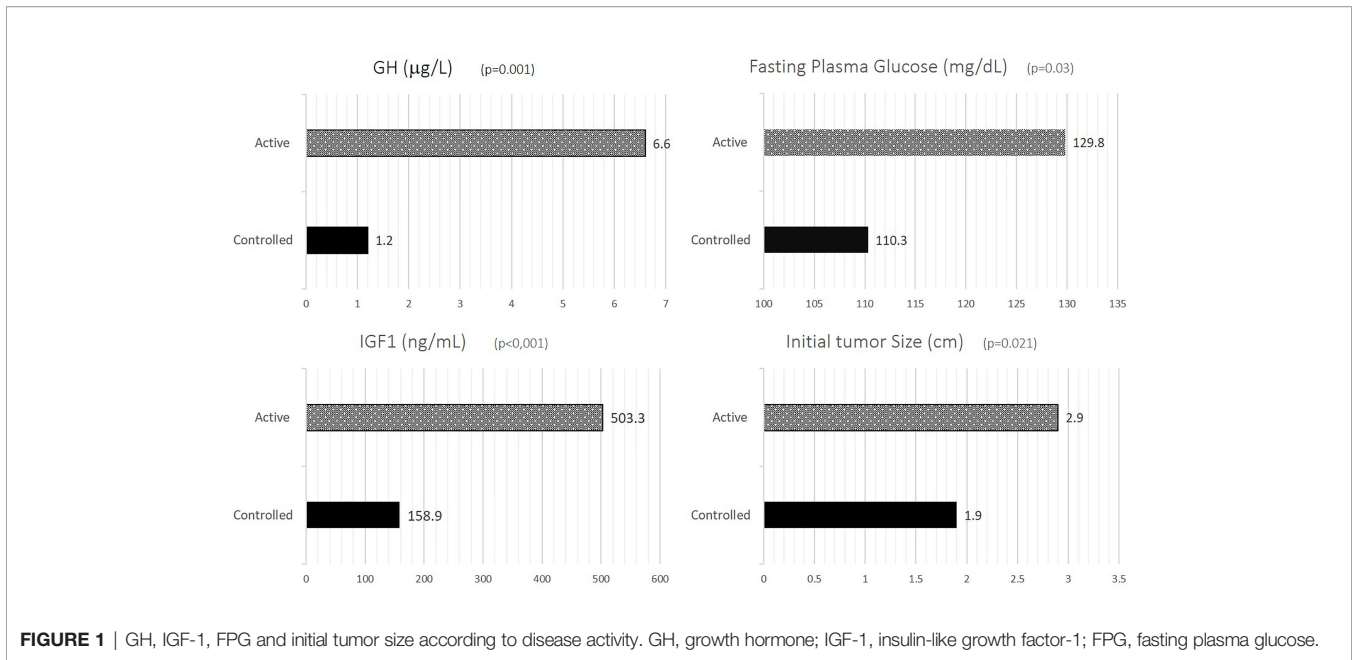 GH (µg/L) (p=0.001)
Active
6.6
Controlled
1.2
0 1 2 3 4 5 6 7
Fasting Plasma Glucose (mg/dL) (p=0.03)
Active
129.8
Controlled
110.3
100 105 110 115 120 125 130 135
IGF1 (ng/mL) (p<0,001)
Active
503.3
Controlled
158.9
0 100 200 300 400 500 600
Initial tumor Size (cm) (p=0.021)
Active
2.9
Controlled
1.9
0 0.5 1 1.5 2 2.5 3 3.5
FIGURE 1 | GH, IGF-1, FPG and initial tumor size according to disease activity. GH, growth hormone; IGF-1, insulin-like growth factor-1; FPG, fasting plasma glucose.